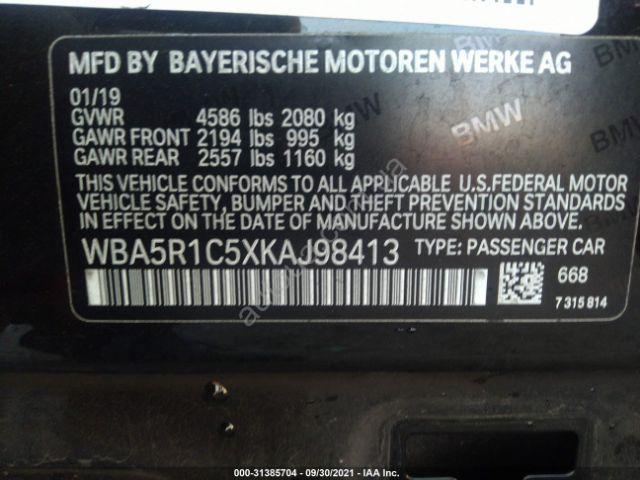 MFD BY BAYERISCHE MOTOREN WERKE AG
01/19
GVWR 4586 lbs 2080 kg
GAWR FRONT 2194 lbs 995 kg
GAWR REAR 2557 lbs 1160 kg
THIS VEHICLE CONFORMS TO ALL APPLICABLE U.S.FEDERAL MOTOR
VEHICLE SAFETY, BUMPER AND THEFT PREVENTION STANDARDS
IN EFFECT ON THE DATE OF MANUFACTURE SHOWN ABOVE.
WBA5R1C5XKAJ98413 TYPE: PASSENGER CAR
668
7 315 814
BMW
BMW
000-31385704 - 09/30/2021 - IAA Inc.